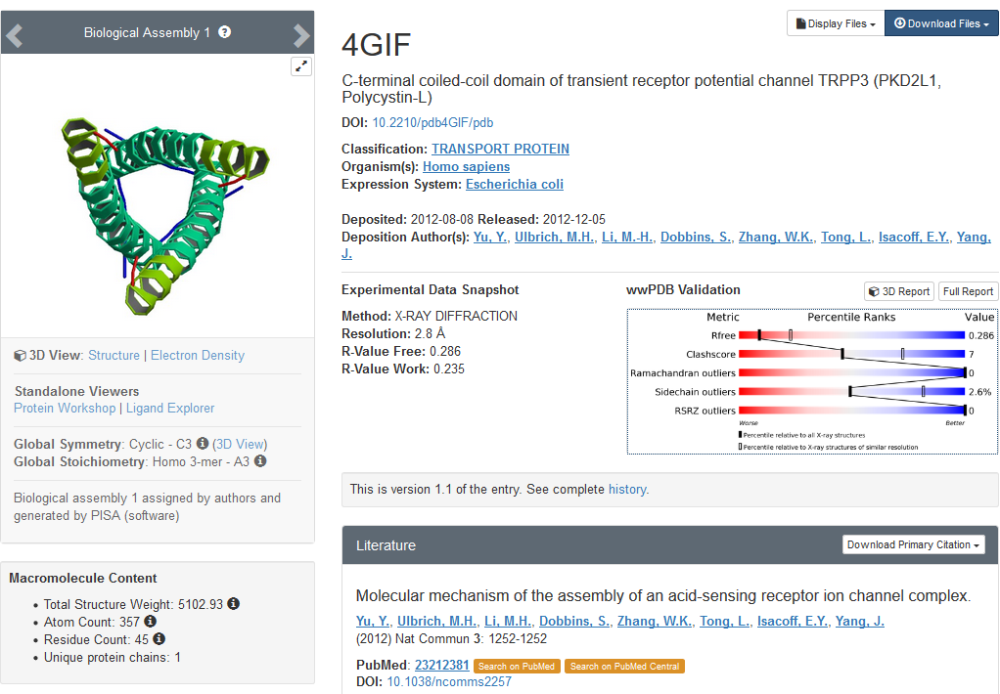 Biological Assembly 1 ?
3D View: Structure | Electron Density
Standalone Viewers
Protein Workshop | Ligand Explorer
Global Symmetry: Cyclic - C3 (3D View)
Global Stoichiometry: Homo 3-mer - A3
Biological assembly 1 assigned by authors and
generated by PISA (software)
Macromolecule Content
Total Structure Weight: 5102.93
Atom Count: 357
Residue Count: 45
Unique protein chains: 1
Display Files
Download Files
4GIF
C-terminal coiled-coil domain of transient receptor potential channel TRPP3 (PKD2L1,
Polycystin-L)
DOI: 10.2210/pdb4GIF/pdb
Classification: TRANSPORT PROTEIN
Organism(s): Homo sapiens
Expression System: Escherichia coli
Deposited: 2012-08-08 Released: 2012-12-05
Deposition Author(s): Yu, Y., Ulbrich, M.H., Li, M.-H., Dobbins, S., Zhang, W.K., Tong, L., Isacoff, E.Y., Yang,
J.
Experimental Data Snapshot
Method: X-RAY DIFFRACTION
Resolution: 2.8 Å
R-Value Free: 0.286
R-Value Work: 0.235
wwPDB Validation
3D Report
Full Report
Metric Percentile Ranks Value
Rfree 0.286
Clashscore 7
Ramachandran outliers 0
Sidechain outliers 2.6%
RSRZ outliers 0
Worse Better
Percentile relative to all X-ray structures
Percentile relative to X-ray structures of similar resolution
This is version 1.1 of the entry. See complete history.
Literature
Download Primary Citation
Molecular mechanism of the assembly of an acid-sensing receptor ion channel complex.
Yu, Y., Ulbrich, M.H., Li, M.H., Dobbins, S., Zhang, W.K., Tong, L., Isacoff, E.Y., Yang, J.
(2012) Nat Commun 3: 1252-1252
PubMed: 23212381 Search on PubMed Search on PubMed Central
DOI: 10.1038/ncomms2257